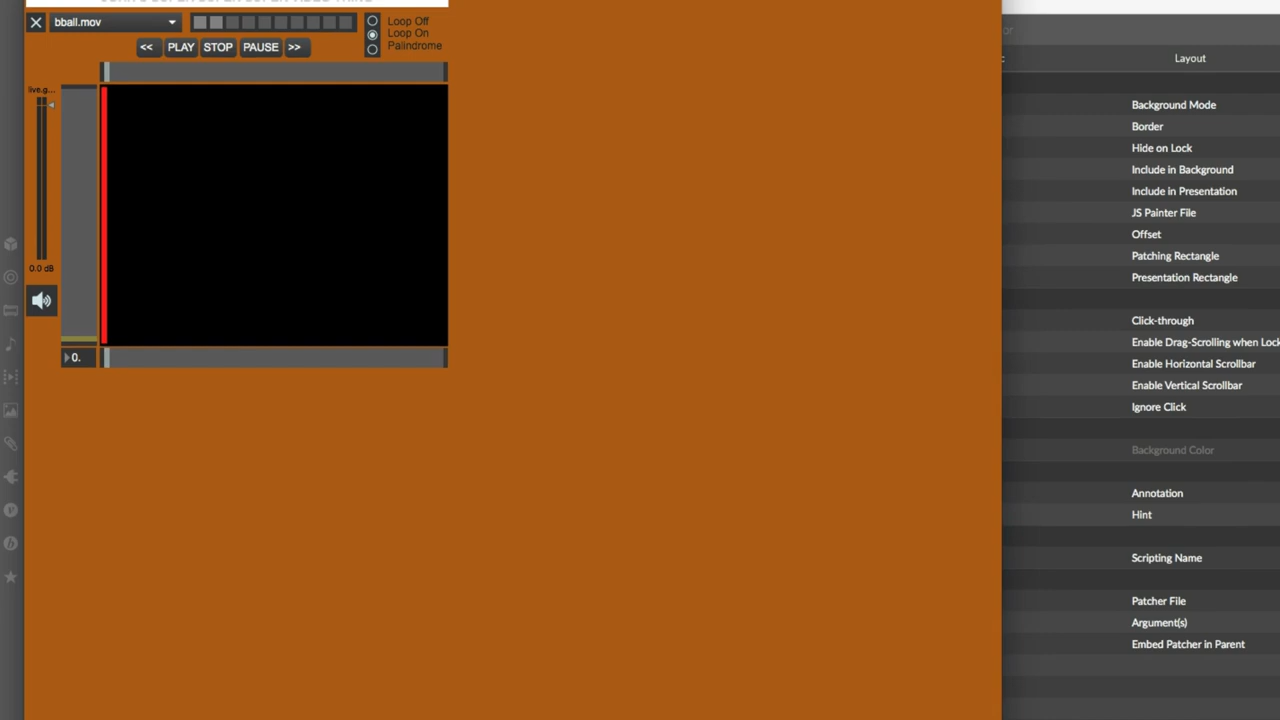 bball.mov
Loop Off
Loop On
Palindrome
<< PLAY STOP PAUSE >>
live.g...
0.0 dB
0.
Layout
Background Mode
Border
Hide on Lock
Include in Background
Include in Presentation
JS Painter File
Offset
Patching Rectangle
Presentation Rectangle
Click-through
Enable Drag-Scrolling when Lock
Enable Horizontal Scrollbar
Enable Vertical Scrollbar
Ignore Click
Background Color
Annotation
Hint
Scripting Name
Patcher File
Argument(s)
Embed Patcher in Parent